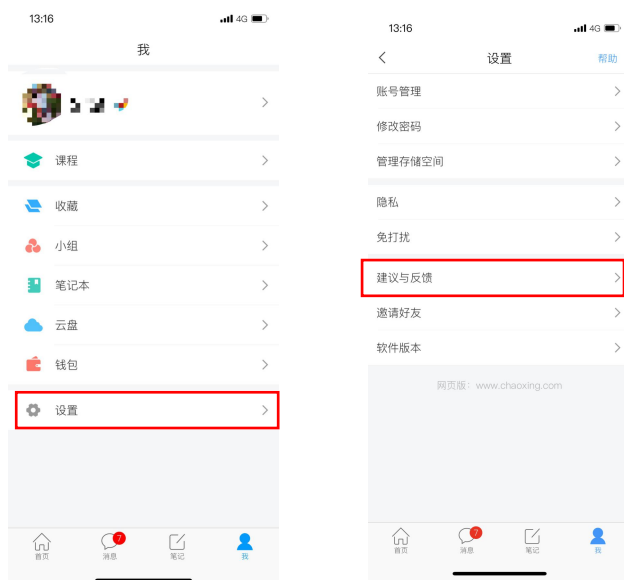 13:16
4G
我
课程
收藏
小组
笔记本
云盘
钱包
设置
首页
7
消息
笔记
我
13:16
4G
设置
帮助
账号管理
修改密码
管理存储空间
隐私
免打扰
建议与反馈
邀请好友
软件版本
网页版：www.chaoxing.com
首页
7
消息
笔记
我